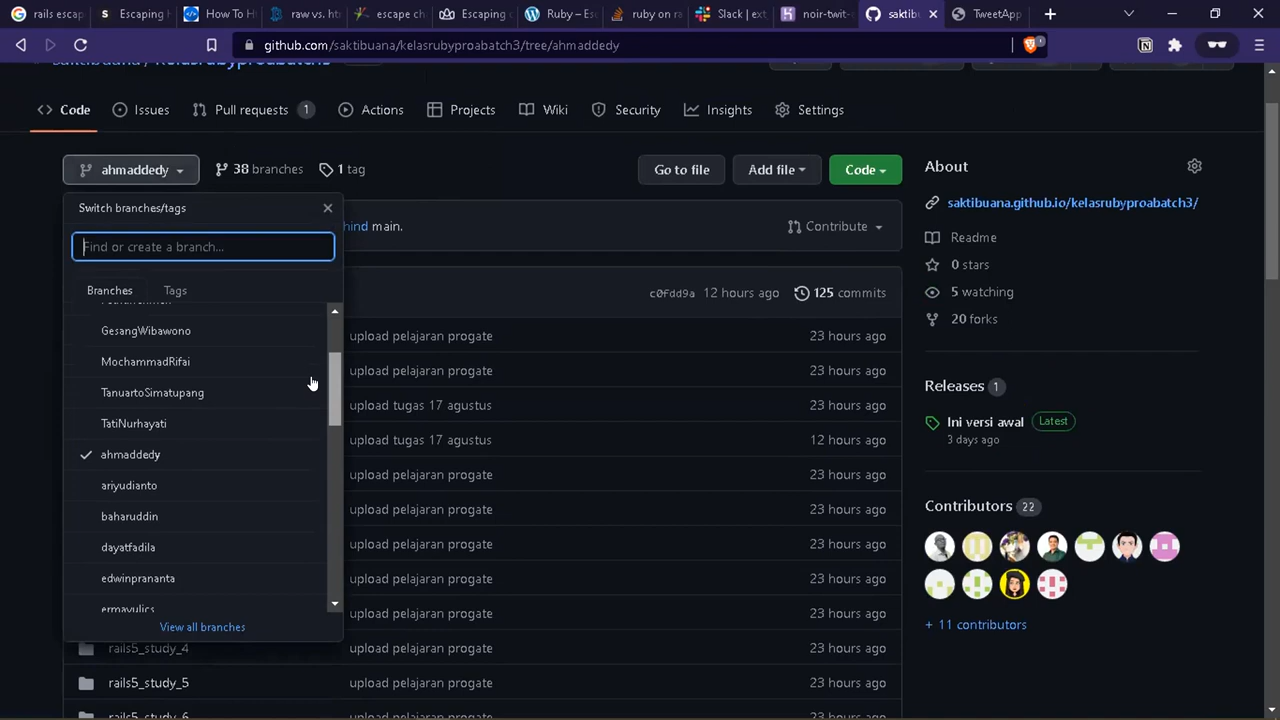 rails escap
Escaping
How To H
raw vs. ht
escape ch
Escaping c
Ruby – Es
ruby on ra
Slack | ext
noir-twit-
saktib
TweetApp
github.com/saktibuana/kelasrubyproabatch3/tree/ahmaddedy
saktibuana / kelasrubyproabatch3
Code
Issues
Pull requests 1
Actions
Projects
Wiki
Security
Insights
Settings
ahmaddedy
38 branches
1 tag
Go to file
Add file
Code
Switch branches/tags
Find or create a branch...
Branches
Tags
GesangWibawono
MochammadRifai
TanuartoSimatupang
TatiNurhayati
ahmaddedy
ariyudianto
baharuddin
dayatfadila
edwinprananta
ermayulics
View all branches
hind main.
Contribute
c0fdd9a 12 hours ago 125 commits
upload pelajaran progate 23 hours ago
upload pelajaran progate 23 hours ago
upload tugas 17 agustus 23 hours ago
upload tugas 17 agustus 12 hours ago
upload pelajaran progate 23 hours ago
upload pelajaran progate 23 hours ago
upload pelajaran progate 23 hours ago
upload pelajaran progate 23 hours ago
upload pelajaran progate 23 hours ago
rails5_study_4 upload pelajaran progate 23 hours ago
rails5_study_5 upload pelajaran progate 23 hours ago
rails5_study_6 upload pelajaran progate 23 hours ago
About
saktibuana.github.io/kelasrubyproabatch3/
Readme
0 stars
5 watching
20 forks
Releases 1
Ini versi awal Latest
3 days ago
Contributors 22
+ 11 contributors